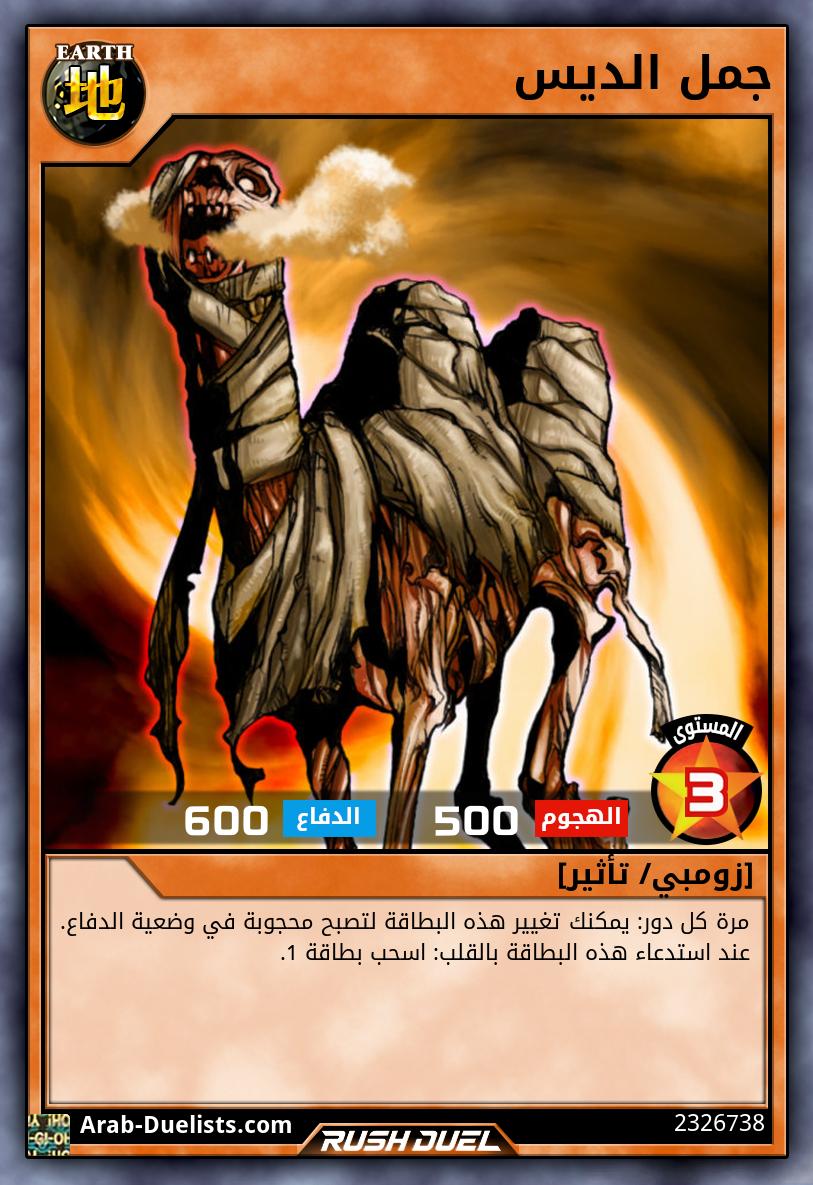 EARTH
地
جمل الديس
المستوى
3
الهجوم 500 الدفاع 600
[زومبي/ تأثير]
مرة كل دور: يمكنك تغيير هذه البطاقة لتصبح محجوبة في وضعية الدفاع.
عند استدعاء هذه البطاقة بالقلب: اسحب بطاقة 1.
Arab-Duelists.com
RUSH DUEL
2326738